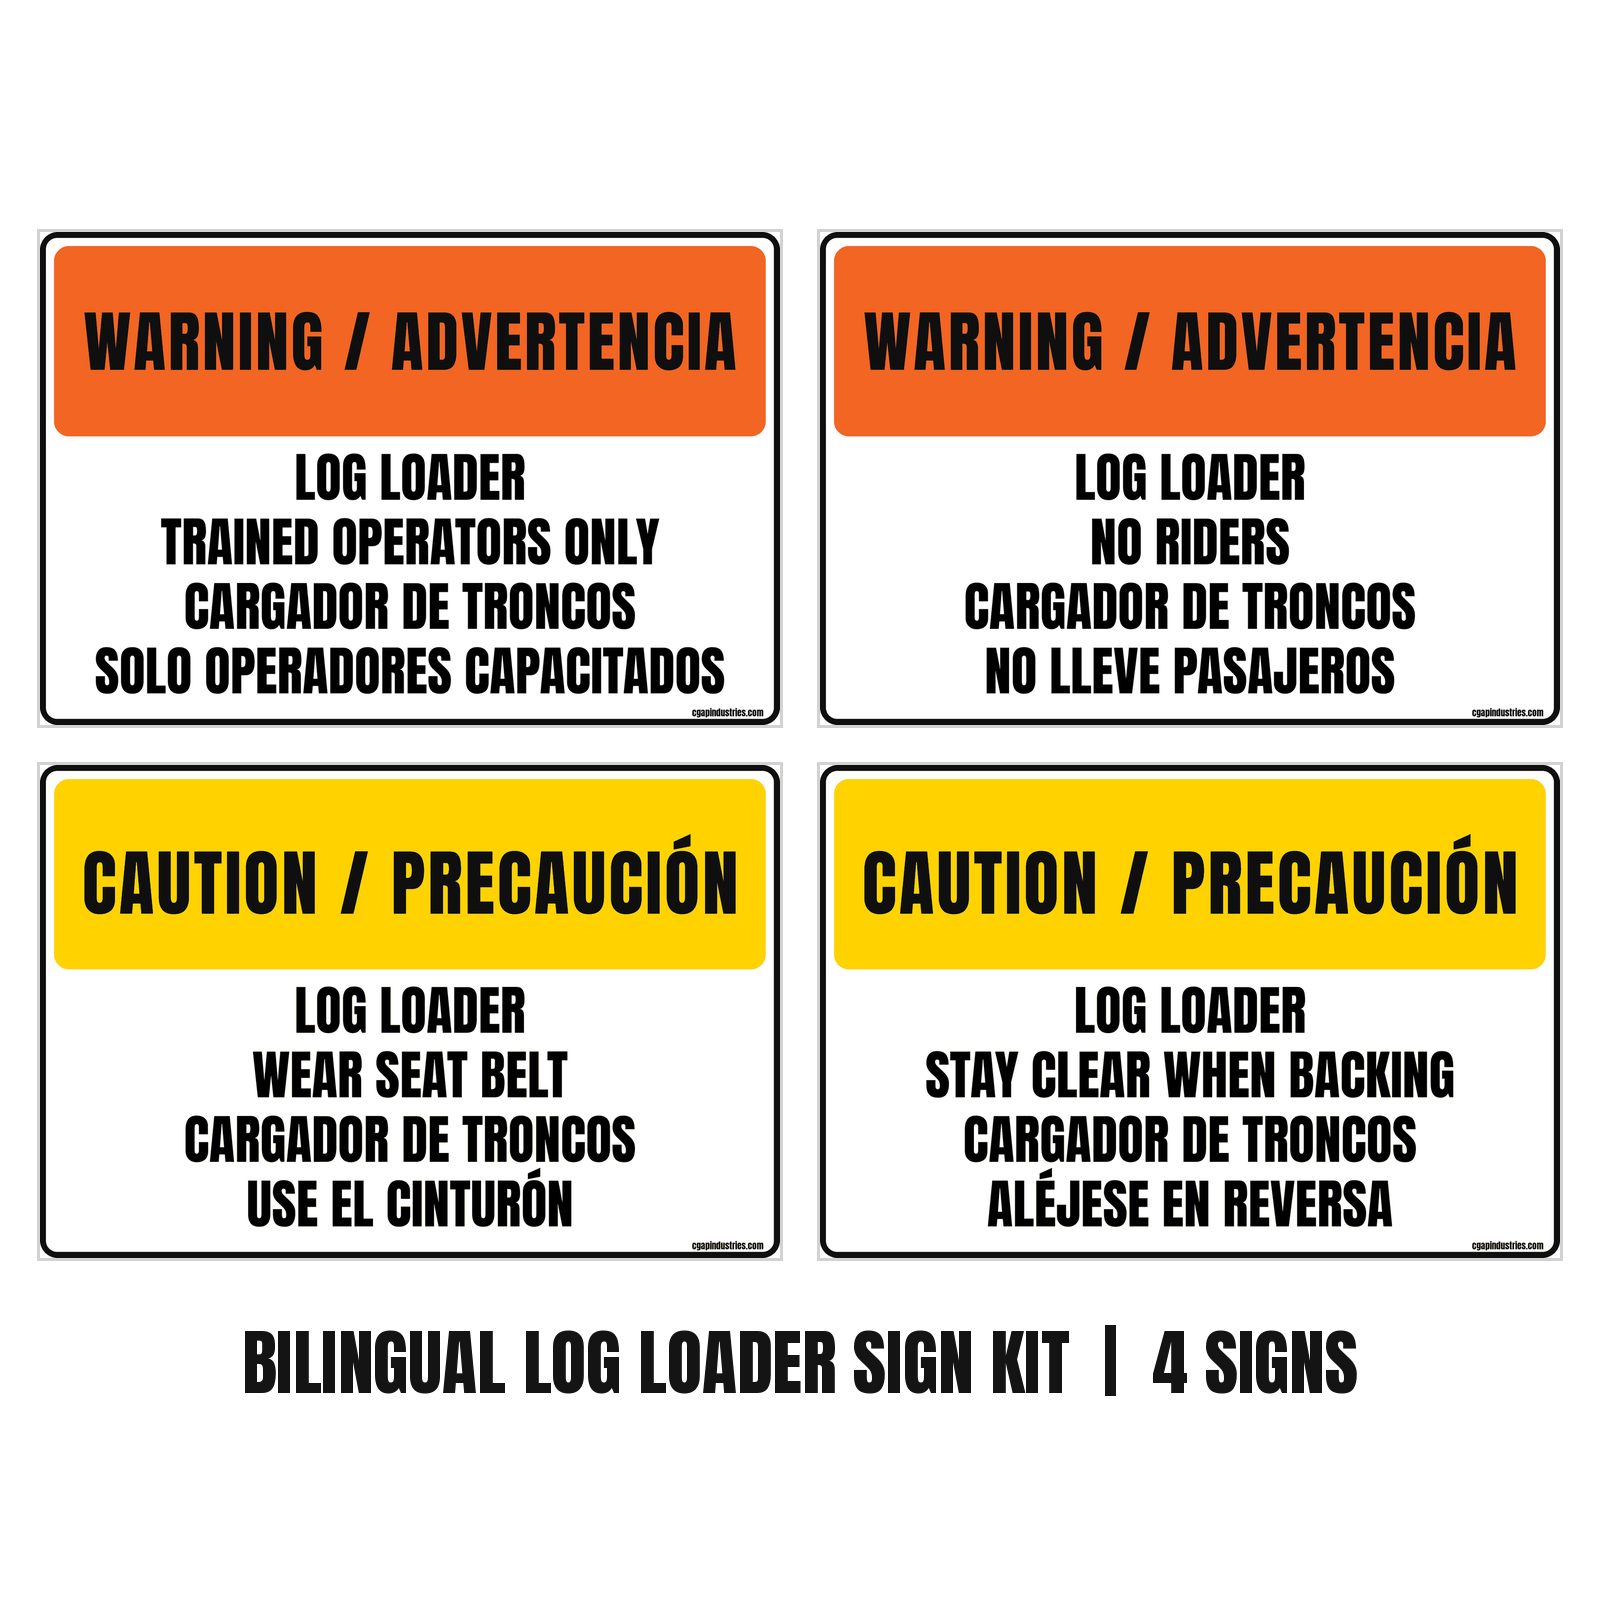 WARNING / ADVERTENCIA
LOG LOADER
TRAINED OPERATORS ONLY
CARGADOR DE TRONCOS
SOLO OPERADORES CAPACITADOS
cgapindustries.com
WARNING / ADVERTENCIA
LOG LOADER
NO RIDERS
CARGADOR DE TRONCOS
NO LLEVE PASAJEROS
cgapindustries.com
CAUTION / PRECAUCIÓN
LOG LOADER
WEAR SEAT BELT
CARGADOR DE TRONCOS
USE EL CINTURÓN
cgapindustries.com
CAUTION / PRECAUCIÓN
LOG LOADER
STAY CLEAR WHEN BACKING
CARGADOR DE TRONCOS
ALÉJESE EN REVERSA
cgapindustries.com
BILINGUAL LOG LOADER SIGN KIT | 4 SIGNS